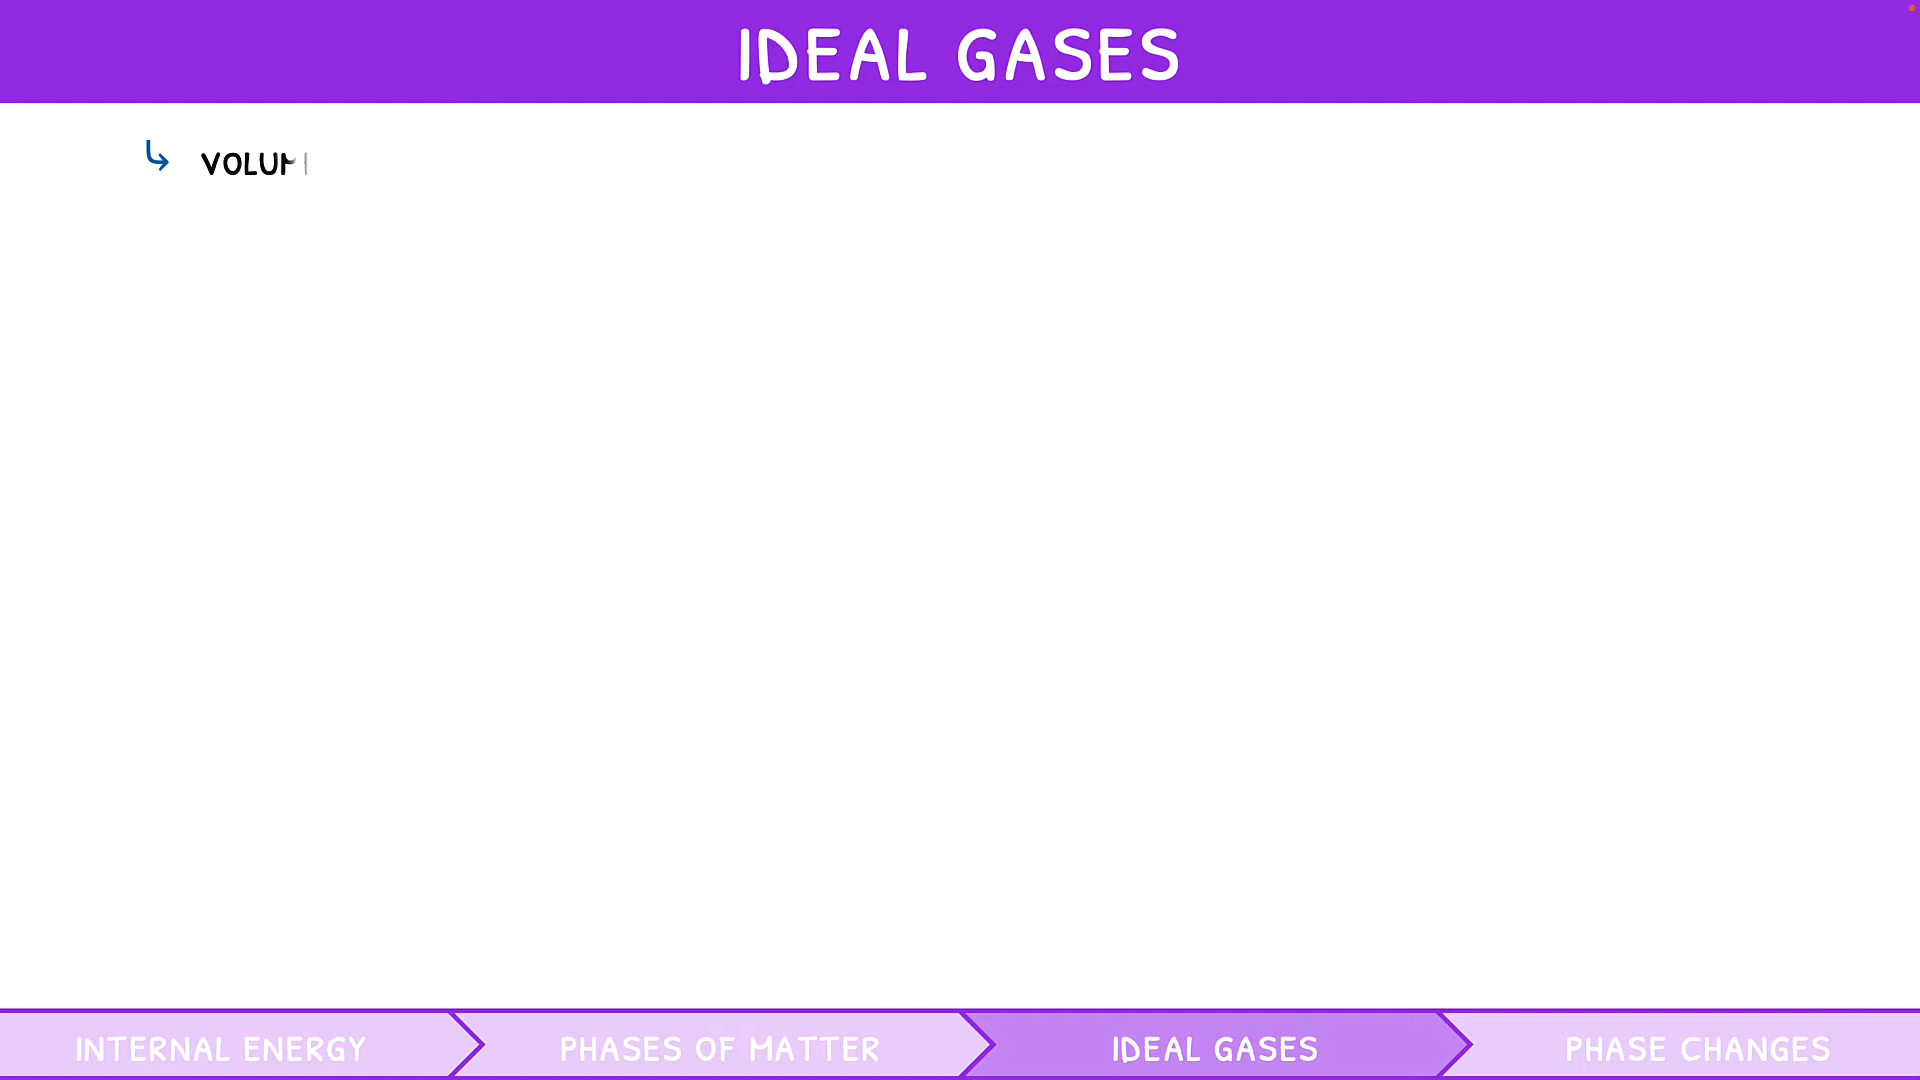 IDEAL GASES
INTERNAL ENERGY
PHASES OF MATTER
IDEAL GASES
PHASE CHANGES